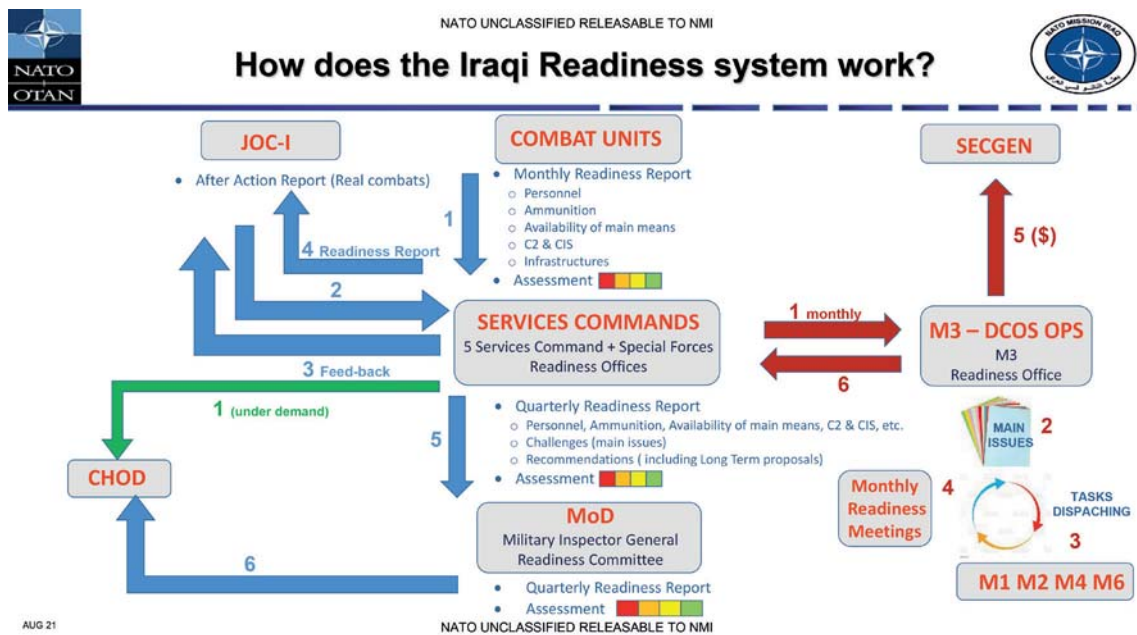 NATO UNCLASSIFIED RELEASABLE TO NMI
NATO
OTAN
How does the Iraqi Readiness system work?
NATO MISSION IRAQ
JOC-I
• After Action Report (Real combats)
4 Readiness Report
2
3 Feed-back
1 (under demand)
COMBAT UNITS
1
• Monthly Readiness Report
o Personnel
o Ammunition
o Availability of main means
o C2 & CIS
o Infrastructures
• Assessment
SERVICES COMMANDS
5 Services Command + Special Forces
Readiness Offices
5
• Quarterly Readiness Report
o Personnel, Ammunition, Availability of main means, C2 & CIS, etc.
o Challenges (main issues)
o Recommendations ( including Long Term proposals)
• Assessment
CHOD
6
MoD
Military Inspector General
Readiness Committee
• Quarterly Readiness Report
• Assessment
SECGEN
5 ($)
1 monthly
6
M3 – DCOS OPS
M3
Readiness Office
MAIN
ISSUES
2
Monthly
Readiness
Meetings
4
TASKS
DISPACHING
3
M1 M2 M4 M6
AUG 21
NATO UNCLASSIFIED RELEASABLE TO NMI